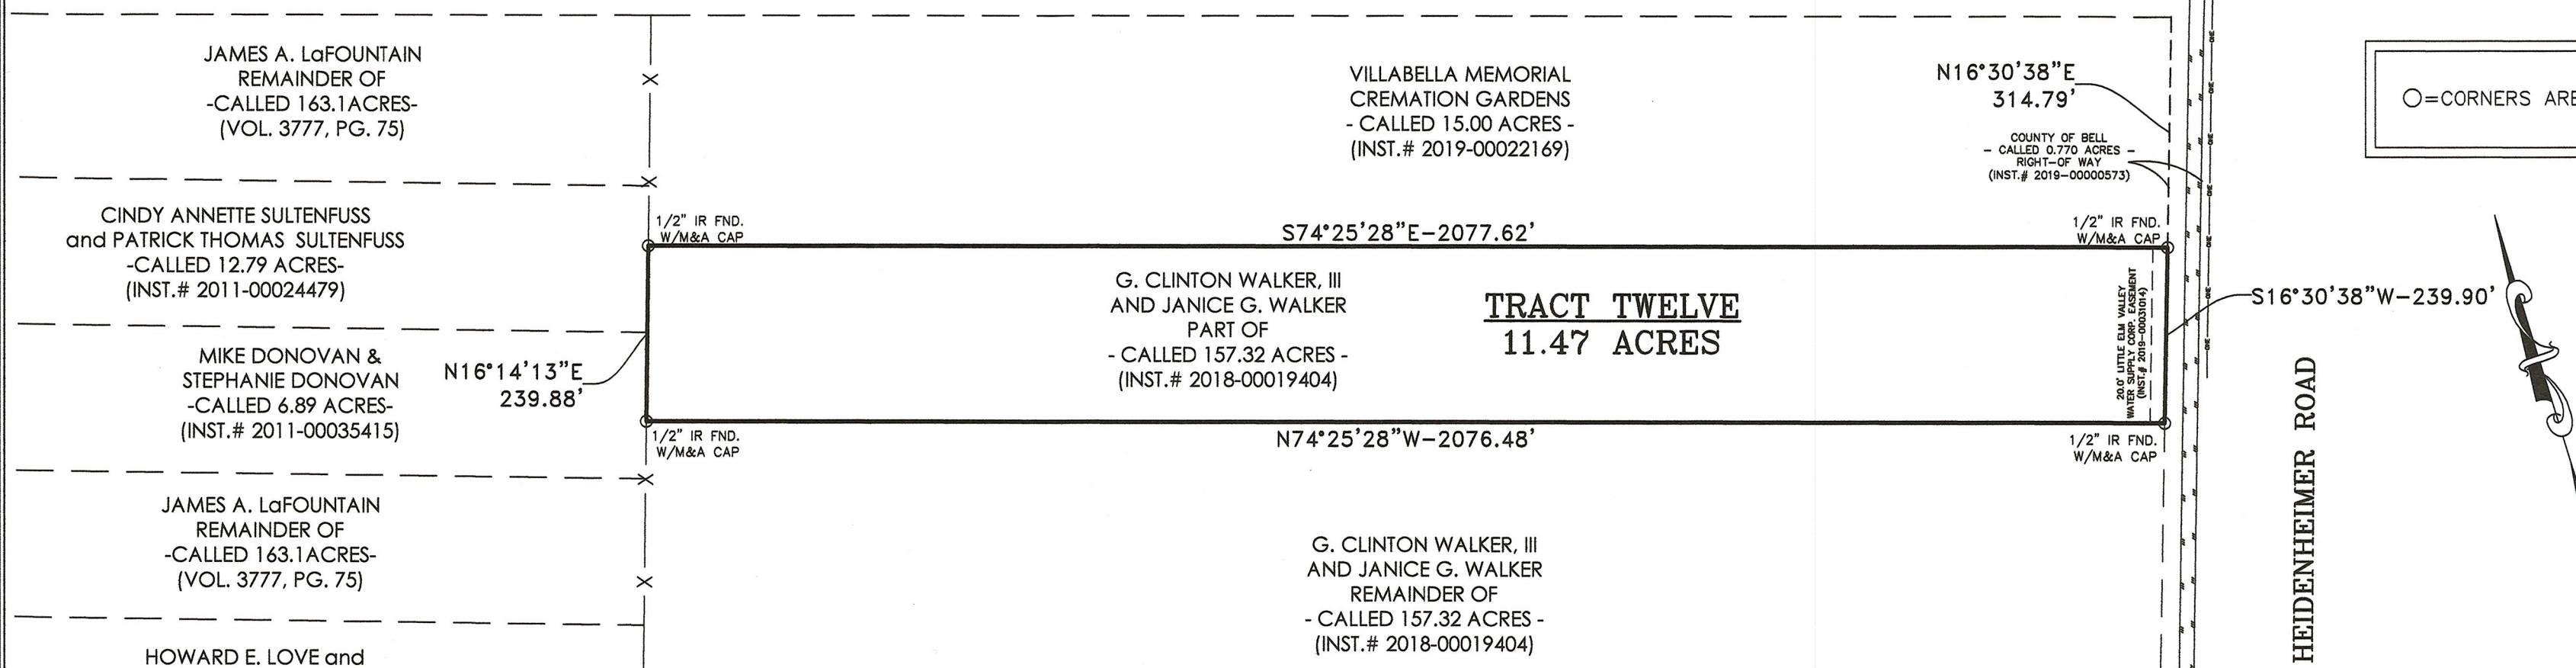 JAMES A. LaFOUNTAIN
REMAINDER OF
-CALLED 163.1ACRES-
(VOL. 3777, PG. 75)
VILLABELLA MEMORIAL
CREMATION GARDENS
- CALLED 15.00 ACRES -
(INST.# 2019-00022169)
N16°30'38"E
314.79'
COUNTY OF BELL
- CALLED 0.770 ACRES -
RIGHT-OF WAY
(INST.# 2019-00000573)
O=CORNERS ARE
CINDY ANNETTE SULTENFUSS
and PATRICK THOMAS SULTENFUSS
-CALLED 12.79 ACRES-
(INST.# 2011-00024479)
1/2" IR FND.
W/M&A CAP
S74°25'28"E-2077.62'
1/2" IR FND.
W/M&A CAP
G. CLINTON WALKER, III
AND JANICE G. WALKER
PART OF
- CALLED 157.32 ACRES -
(INST.# 2018-00019404)
TRACT TWELVE
11.47 ACRES
20.0' LITTLE ELM VALLEY
WATER SUPPLY CORP. EASEMENT
(INST.# 2019-00031014)
S16°30'38"W-239.90'
MIKE DONOVAN &
STEPHANIE DONOVAN
-CALLED 6.89 ACRES-
(INST.# 2011-00035415)
N16°14'13"E
239.88'
1/2" IR FND.
W/M&A CAP
N74°25'28"W-2076.48'
1/2" IR FND.
W/M&A CAP
HEIDENHEIMER ROAD
JAMES A. LaFOUNTAIN
REMAINDER OF
-CALLED 163.1ACRES-
(VOL. 3777, PG. 75)
G. CLINTON WALKER, III
AND JANICE G. WALKER
REMAINDER OF
- CALLED 157.32 ACRES -
(INST.# 2018-00019404)
HOWARD E. LOVE and